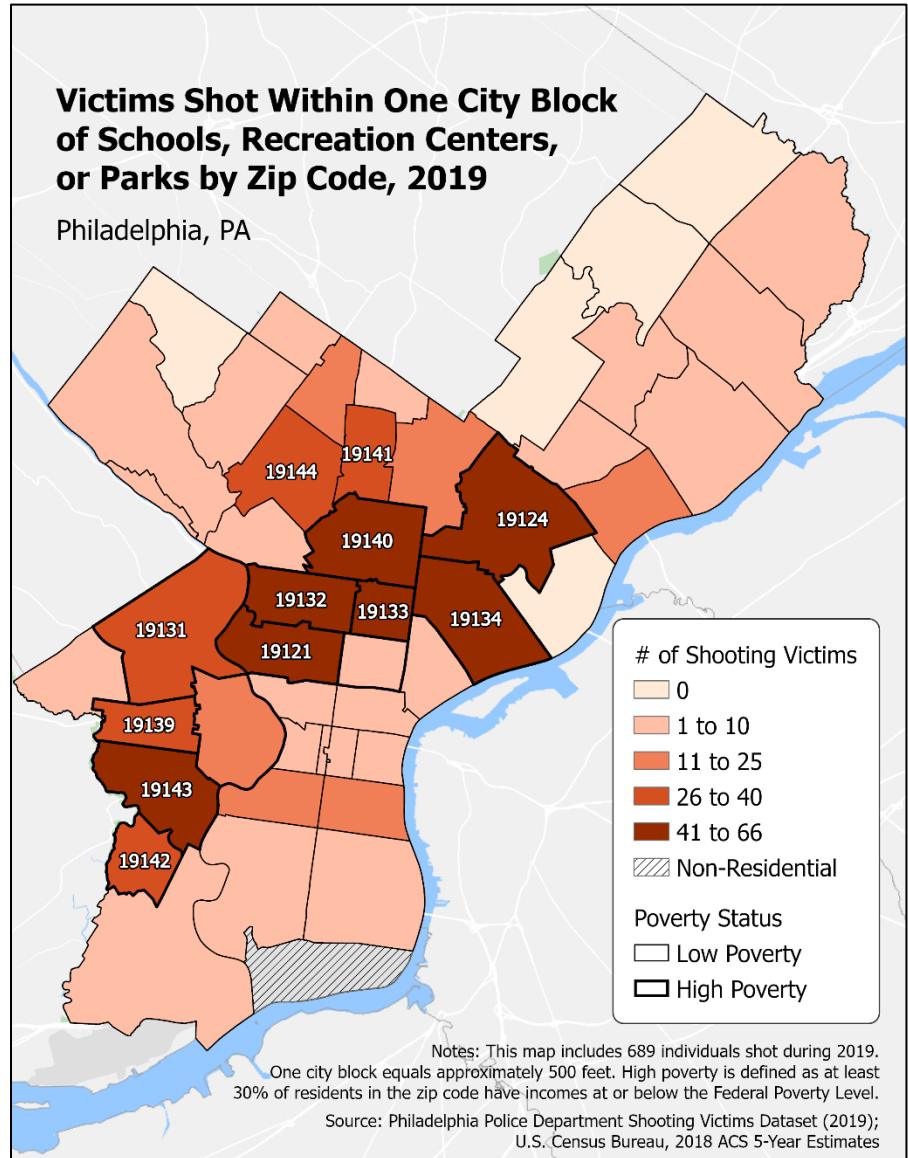 Victims Shot Within One City Block
of Schools, Recreation Centers,
or Parks by Zip Code, 2019
Philadelphia, PA
19144
19141
19124
19140
19132
19133
19134
19131
19121
19139
19143
19142
# of Shooting Victims
0
1 to 10
11 to 25
26 to 40
41 to 66
Non-Residential
Poverty Status
Low Poverty
High Poverty
Notes: This map includes 689 individuals shot during 2019.
One city block equals approximately 500 feet. High poverty is defined as at least
30% of residents in the zip code have incomes at or below the Federal Poverty Level.
Source: Philadelphia Police Department Shooting Victims Dataset (2019);
U.S. Census Bureau, 2018 ACS 5-Year Estimates